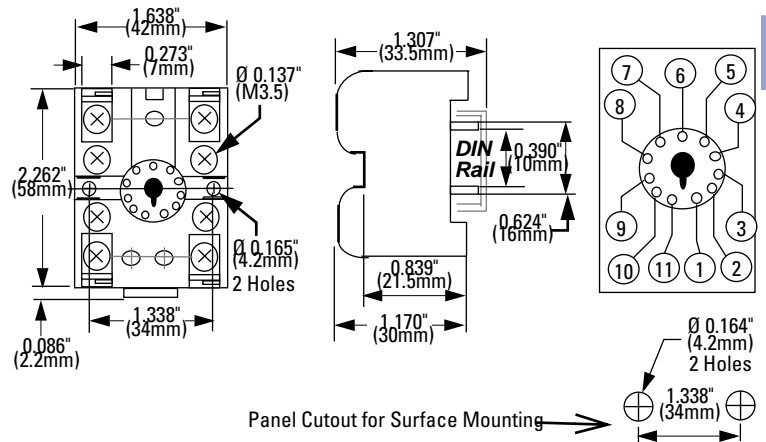 1.638"
(42mm)
0.273"
(7mm)
Ø 0.137"
(M3.5)
2.262"
(58mm)
Ø 0.165"
(4.2mm)
2 Holes
1.338"
(34mm)
0.086"
(2.2mm)
1.307"
(33.5mm)
DIN
Rail
0.390"
(10mm)
0.624"
(16mm)
0.839"
(21.5mm)
1.170"
(30mm)
7
6
5
8
4
9
3
10
11
1
2
Ø 0.164"
(4.2mm)
2 Holes
1.338"
(34mm)
Panel Cutout for Surface Mounting